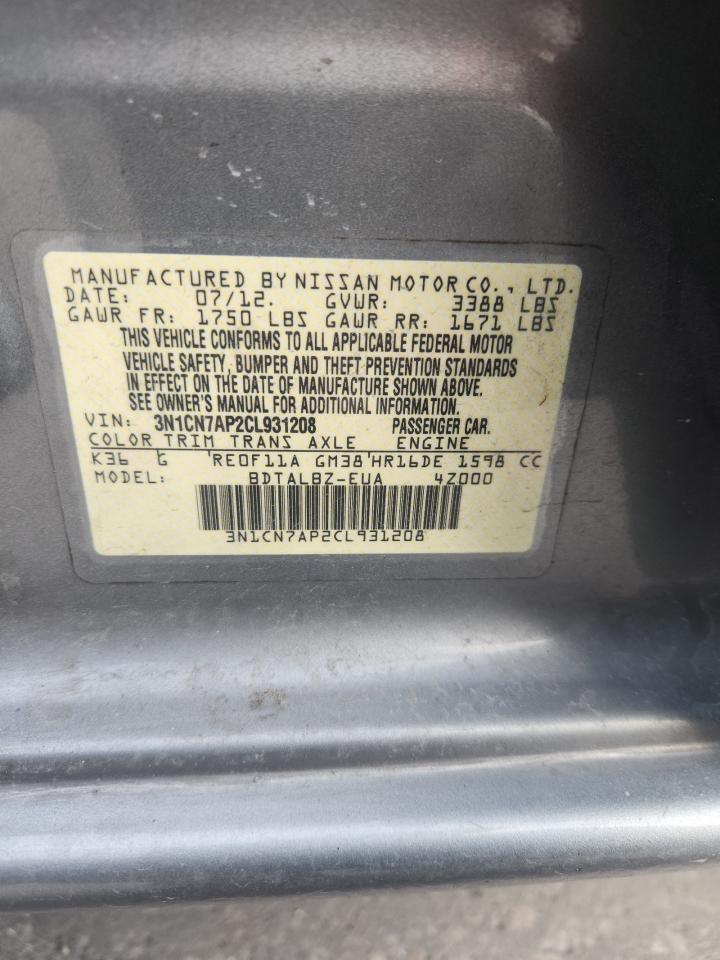 MANUFACTURED BY NISSAN MOTOR CO., LTD.
DATE: 07/12. GVWR: 3388 LBS
GAWR FR: 1750 LBS GAWR RR: 1671 LBS
THIS VEHICLE CONFORMS TO ALL APPLICABLE FEDERAL MOTOR
VEHICLE SAFETY, BUMPER AND THEFT PREVENTION STANDARDS
IN EFFECT ON THE DATE OF MANUFACTURE SHOWN ABOVE.
SEE OWNER'S MANUAL FOR ADDITIONAL INFORMATION.
VIN: 3N1CN7AP2CL931208 PASSENGER CAR.
COLOR TRIM TRANS AXLE ENGINE
K36 G RE0F11A GM38 HR16DE 1598 CC
MODEL: BDTALBZ-EUA 4Z000
3N1CN7AP2CL931208